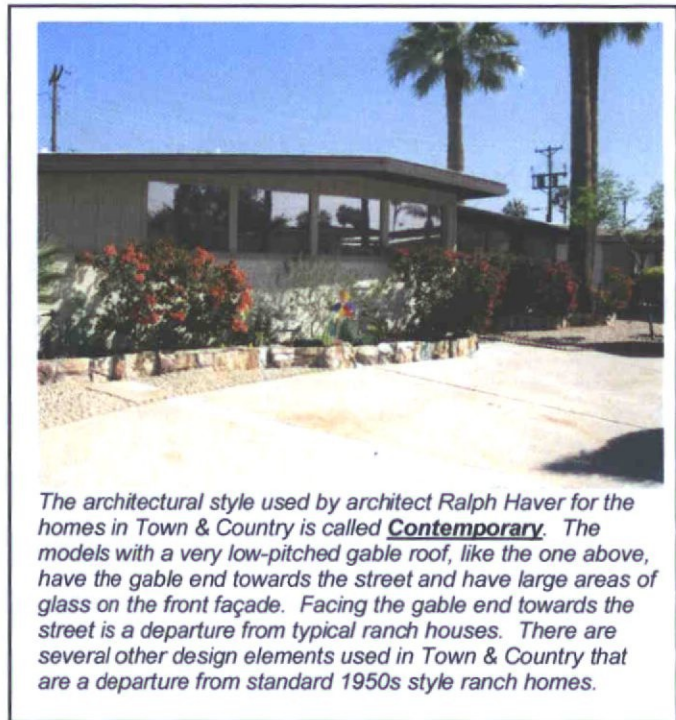 The architectural style used by architect Ralph Haver for the
homes in Town & Country is called Contemporary. The
models with a very low-pitched gable roof, like the one above,
have the gable end towards the street and have large areas of
glass on the front façade. Facing the gable end towards the
street is a departure from typical ranch houses. There are
several other design elements used in Town & Country that
are a departure from standard 1950s style ranch homes.